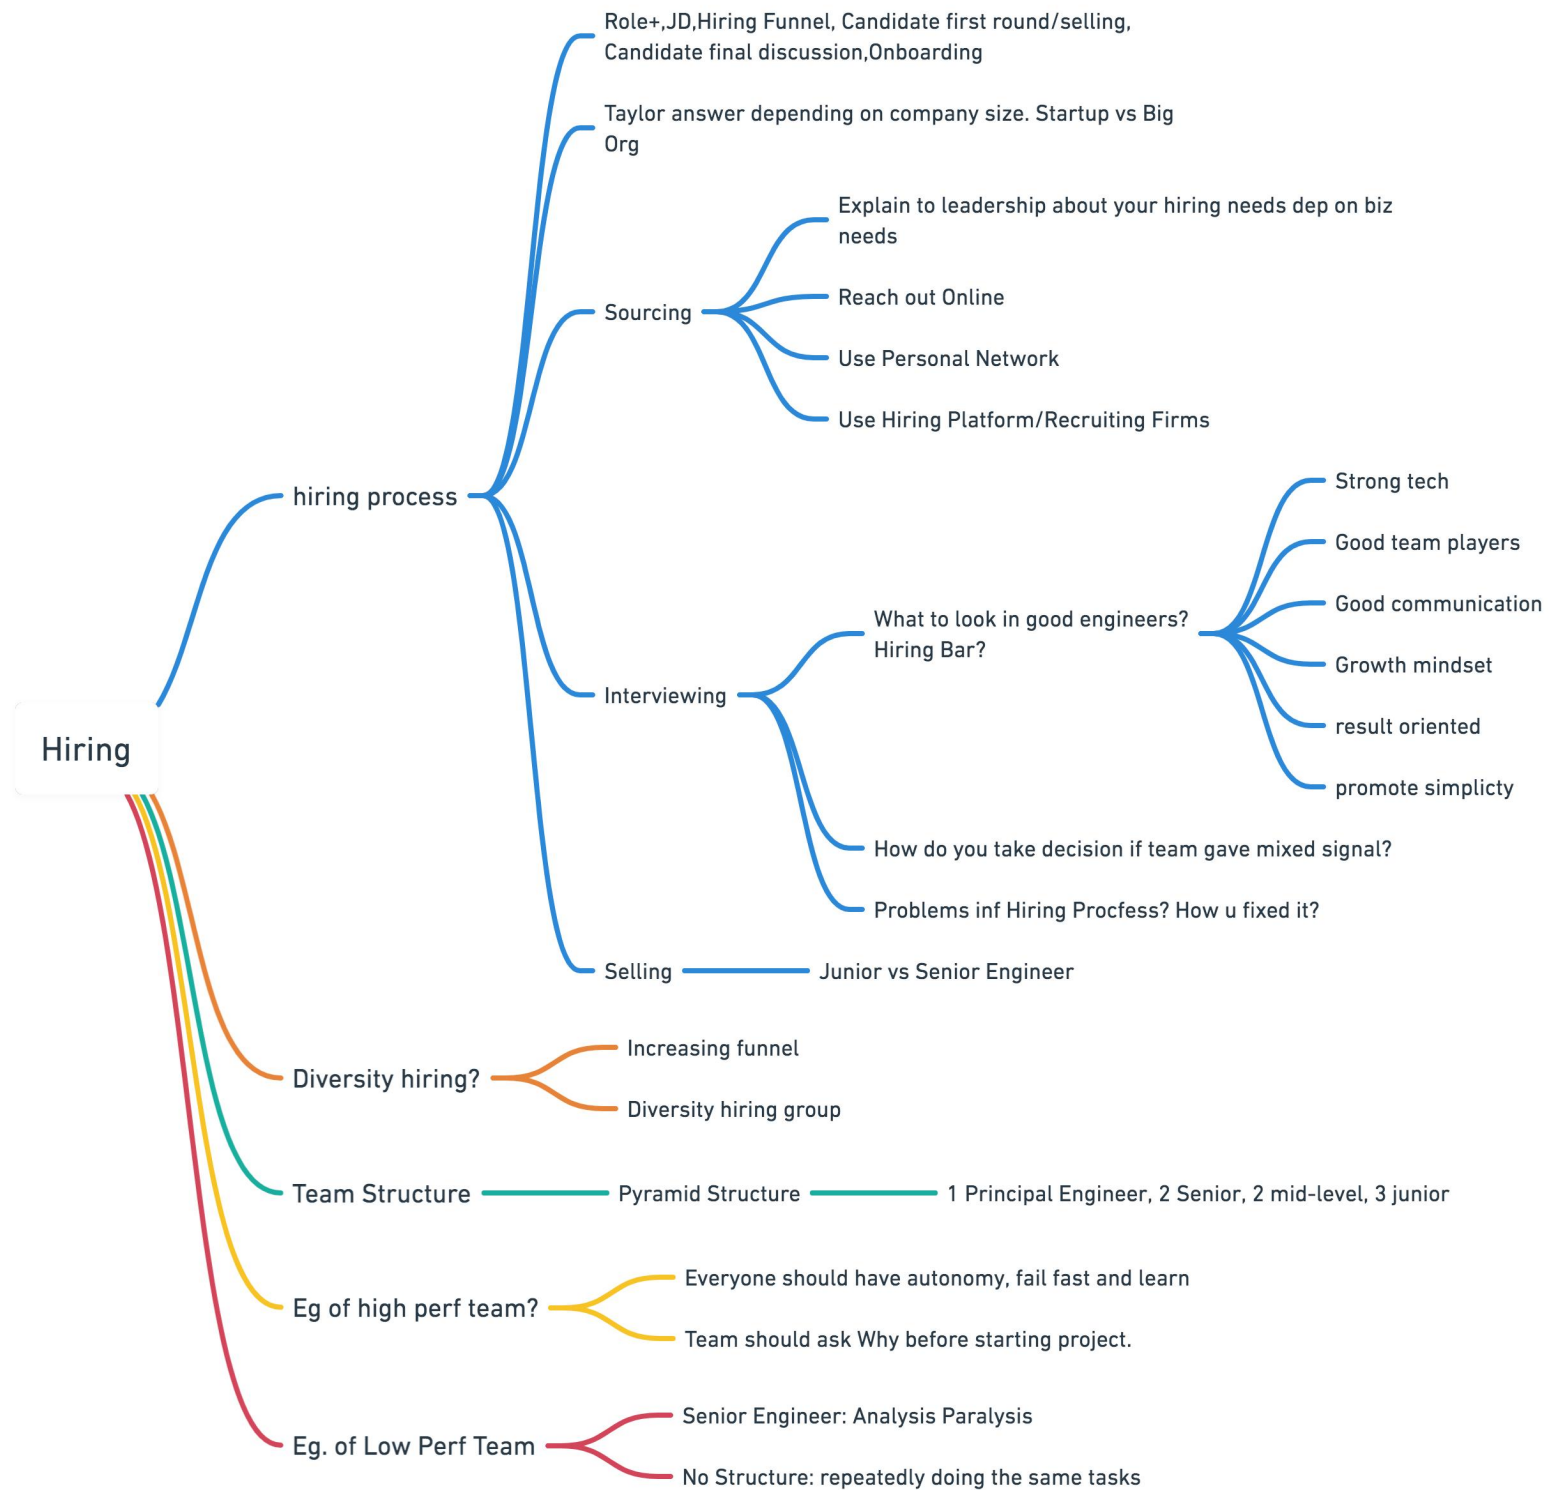 Role+,JD,Hiring Funnel, Candidate first round/selling,
Candidate final discussion,Onboarding
Taylor answer depending on company size. Startup vs Big
Org
Explain to leadership about your hiring needs dep on biz
needs
Reach out Online
Sourcing
Use Personal Network
Use Hiring Platform/Recruiting Firms
hiring process
Strong tech
Good team players
Good communication
What to look in good engineers?
Hiring Bar?
Growth mindset
result oriented
promote simplicty
Interviewing
How do you take decision if team gave mixed signal?
Problems inf Hiring Procfess? How u fixed it?
Selling
Junior vs Senior Engineer
Hiring
Diversity hiring?
Increasing funnel
Diversity hiring group
Team Structure
Pyramid Structure
1 Principal Engineer, 2 Senior, 2 mid-level, 3 junior
Eg of high perf team?
Everyone should have autonomy, fail fast and learn
Team should ask Why before starting project.
Eg. of Low Perf Team
Senior Engineer: Analysis Paralysis
No Structure: repeatedly doing the same tasks